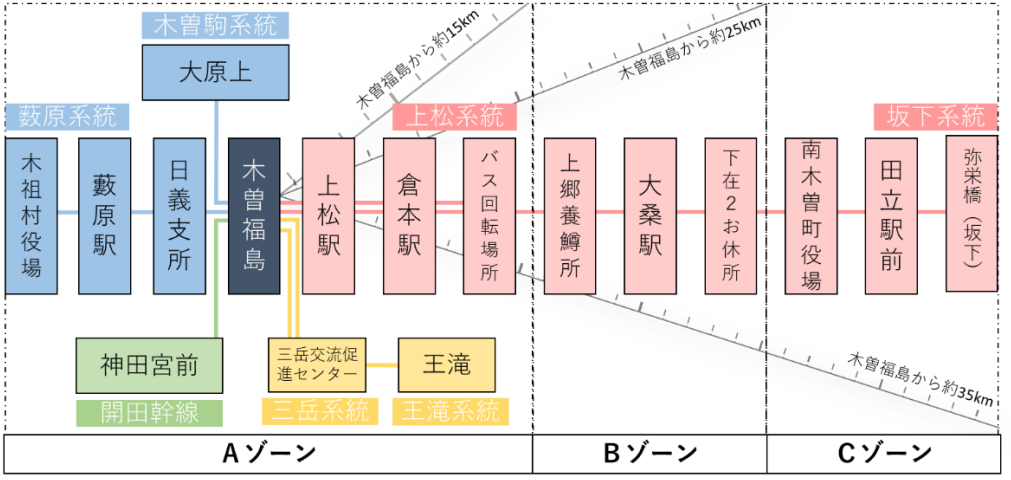 木曽駒系統
大原上
木曽福島から約15km
木曽福島から約25km
藪原系統
上松系統
坂下系統
木祖村役場
藪原駅
日義支所
木曽福島
上松駅
倉本駅
バス回転場所
上郷養鱒所
大桑駅
下在2お休所
南木曽町役場
田立駅前
弥栄橋（坂下）
神田宮前
三岳交流促
進センター
王滝
木曽福島から約35km
開田幹線
三岳系統
王滝系統
Aゾーン
Bゾーン
Cゾーン